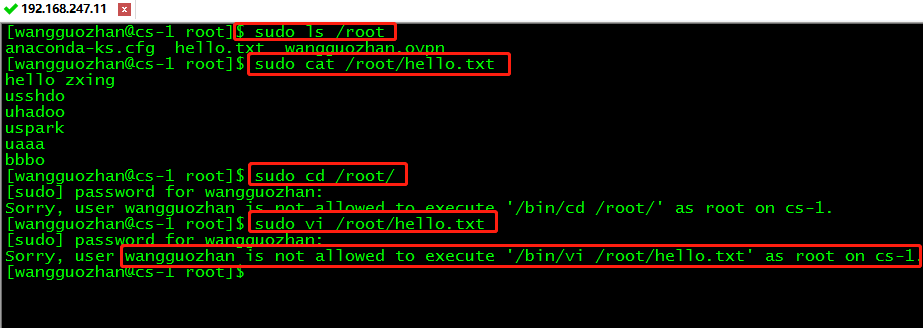 192.168.247.11
[wangguozhan@cs-1 root]$ sudo ls /root
anaconda-ks.cfg  hello.txt  wangguozhan.ovpn
[wangguozhan@cs-1 root]$ sudo cat /root/hello.txt
hello zxing
usshdo
uhadoo
uspark
uaaa
bbbo
[wangguozhan@cs-1 root]$ sudo cd /root/
[sudo] password for wangguozhan:
Sorry, user wangguozhan is not allowed to execute '/bin/cd /root/' as root on cs-1.
[wangguozhan@cs-1 root]$ sudo vi /root/hello.txt
[sudo] password for wangguozhan:
Sorry, user wangguozhan is not allowed to execute '/bin/vi /root/hello.txt' as root on cs-1.
[wangguozhan@cs-1 root]$